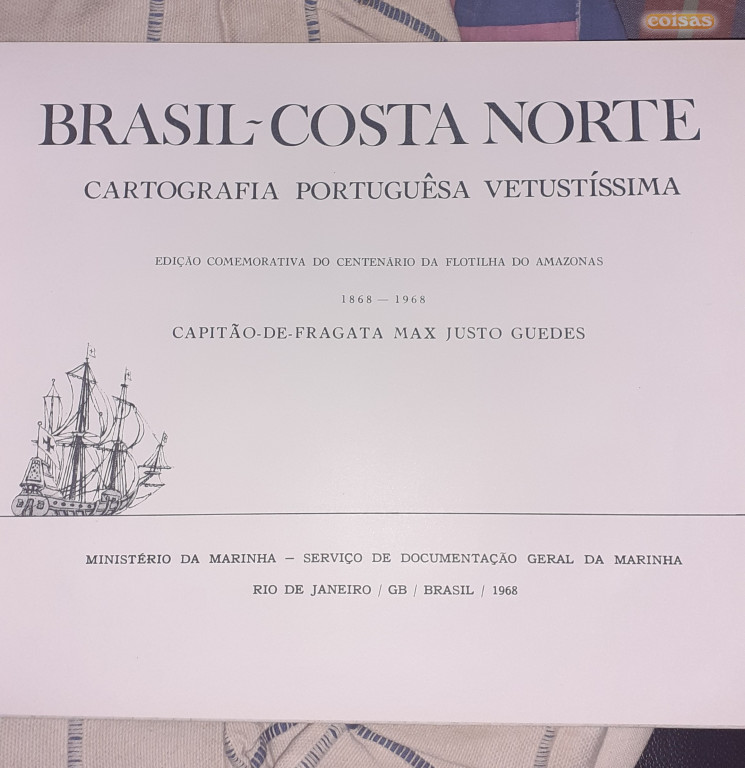 coisas
BRASIL-COSTA NORTE
CARTOGRAFIA PORTUGUÊSA VETUSTÍSSIMA
EDIÇÃO COMEMORATIVA DO CENTENÁRIO DA FLOTILHA DO AMAZONAS
1868 — 1968
CAPITÃO-DE-FRAGATA MAX JUSTO GUEDES
MINISTÉRIO DA MARINHA — SERVIÇO DE DOCUMENTAÇÃO GERAL DA MARINHA
RIO DE JANEIRO / GB / BRASIL / 1968